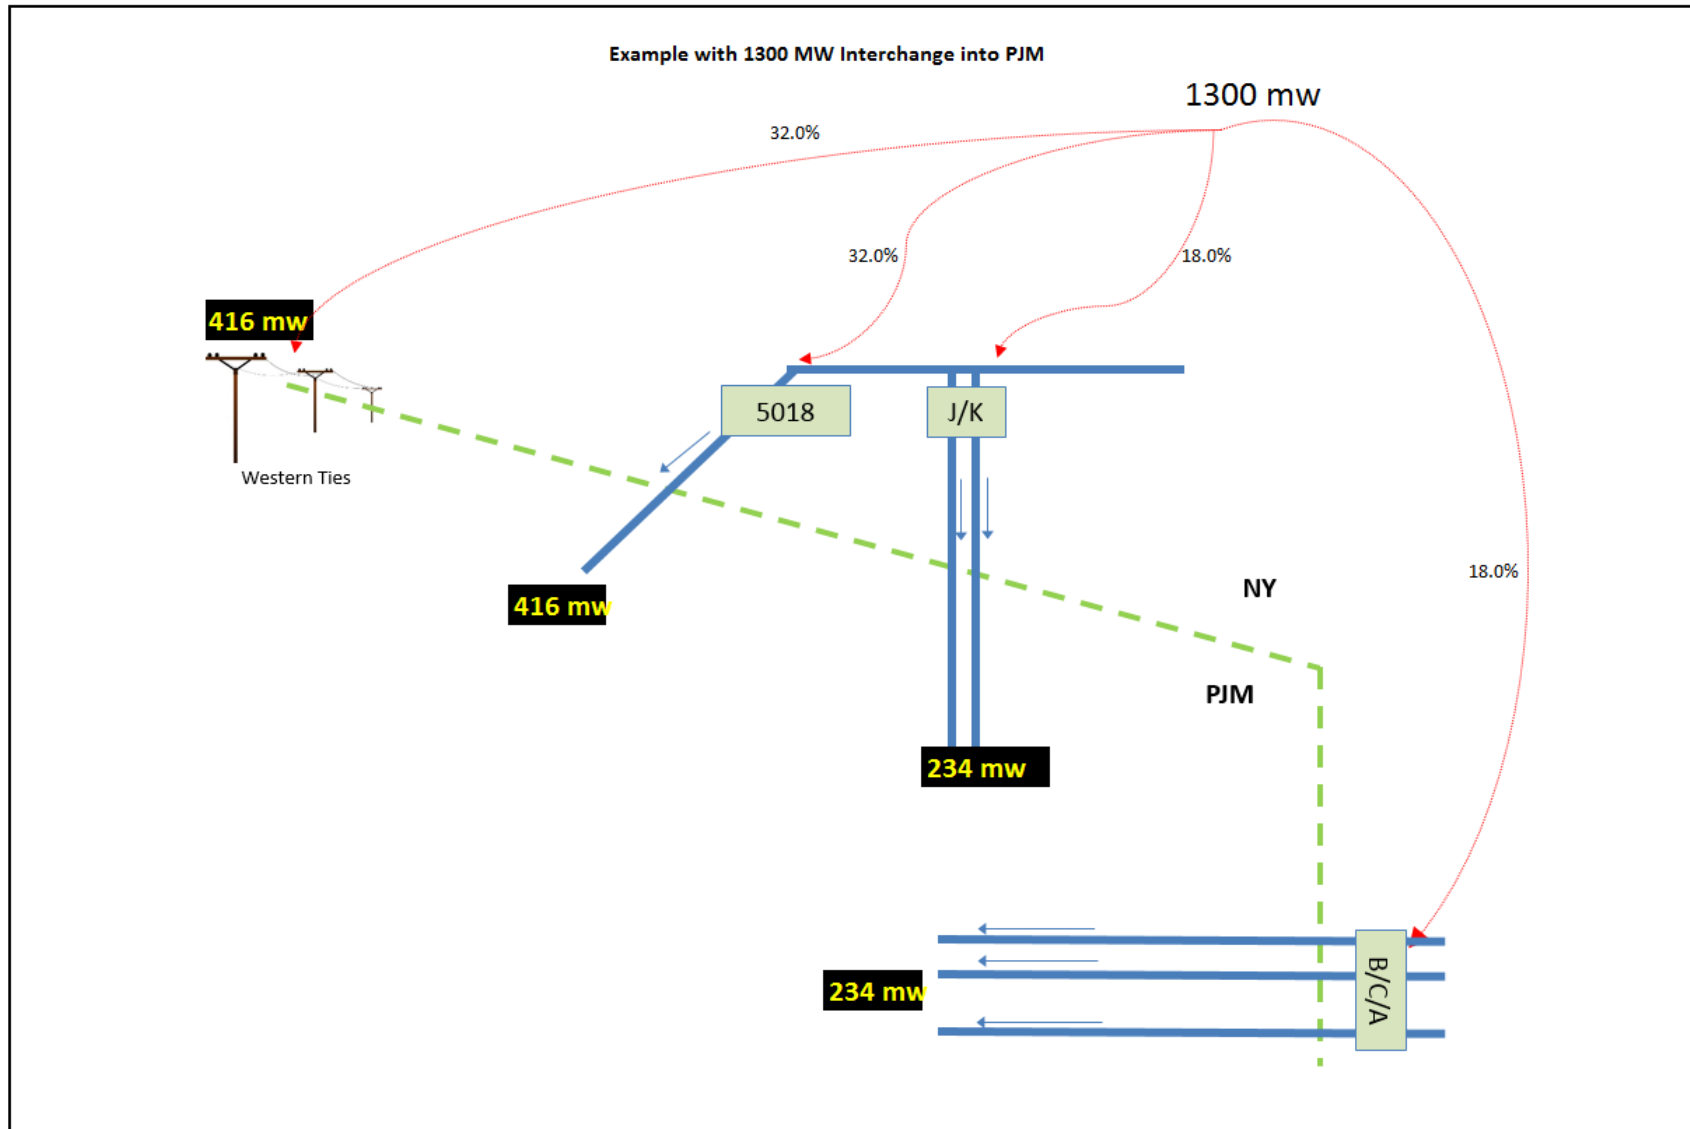 Example with 1300 MW Interchange into PJM
1300 mw
32.0%
32.0%
18.0%
416 mw
5018
J/K
Western Ties
18.0%
NY
416 mw
PJM
234 mw
B/C/A
234 mw